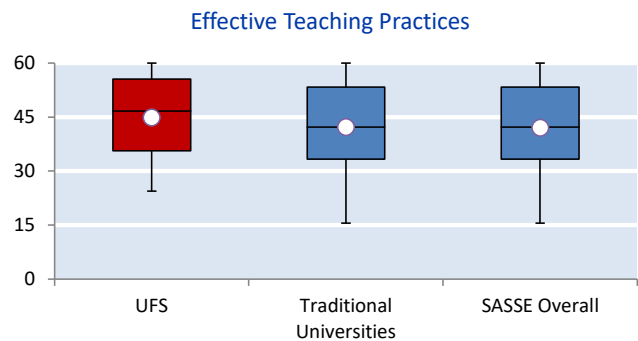 Effective Teaching Practices
60
45
30
15
0
UFS
Traditional
Universities
SASSE Overall